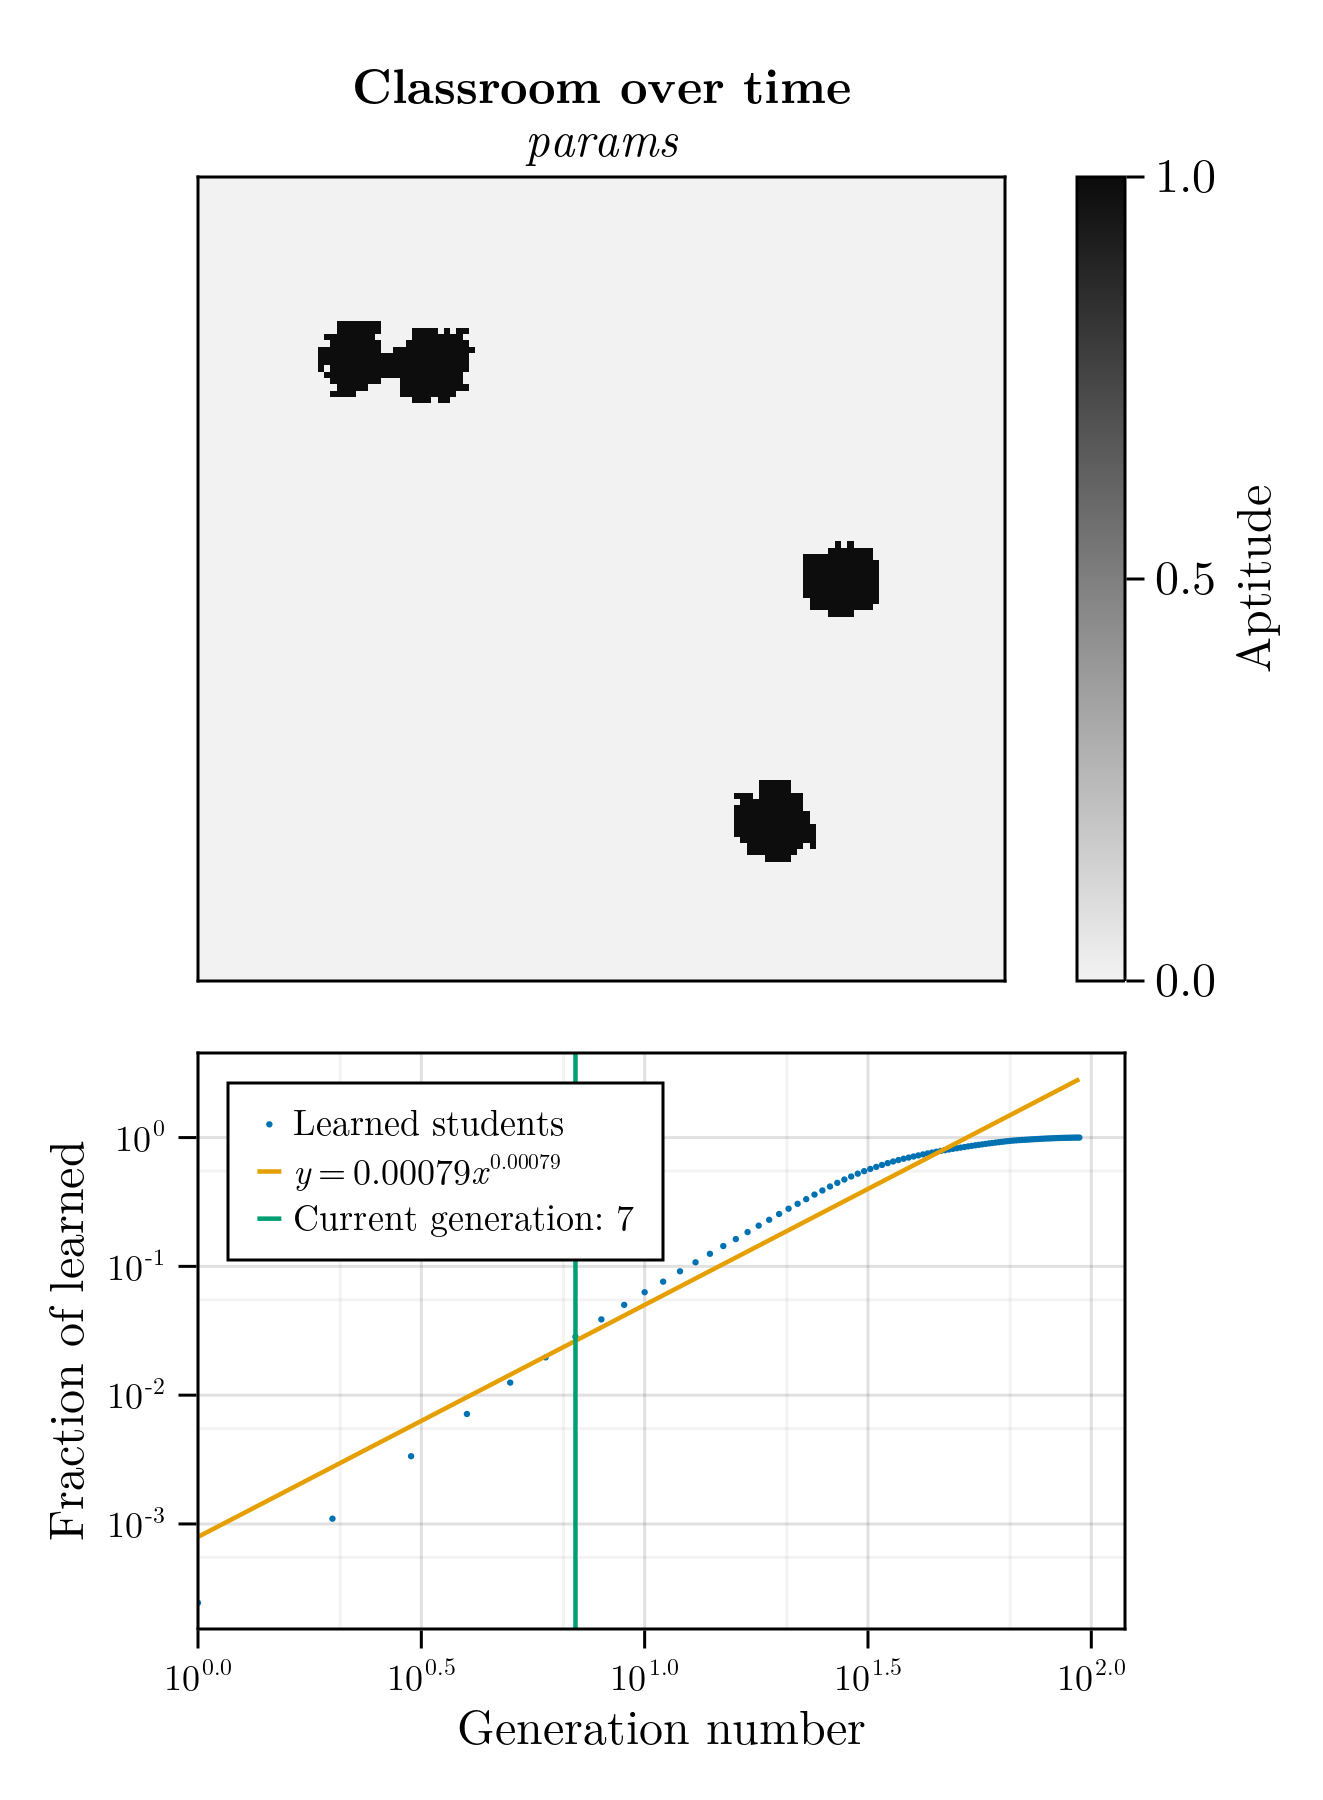 Classroom over time
params
1.0
0.5
0.0
Aptitude
Learned students
y = 0.00079x^0.00079
Current generation: 7
10^0
10^-1
10^-2
10^-3
Fraction of learned
10^0.0 10^0.5 10^1.0 10^1.5 10^2.0
Generation number